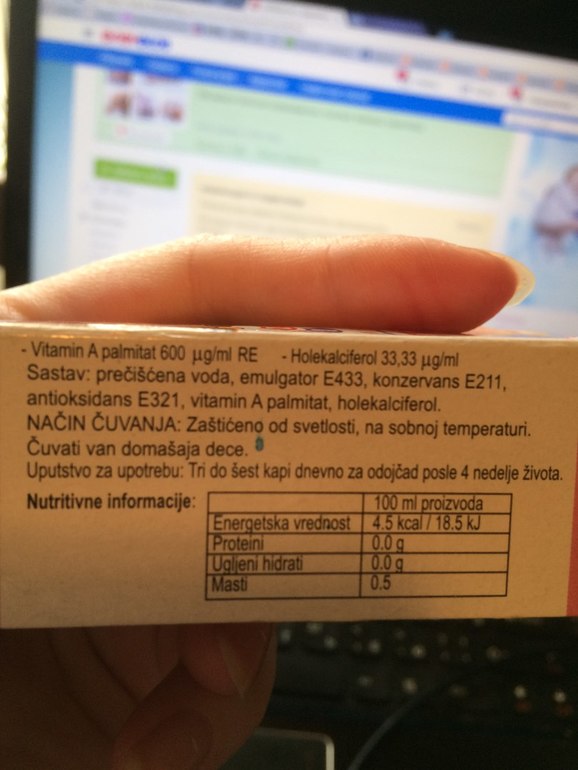 - Vitamin A palmitat 600 µg/ml RE - Holekalciferol 33,33 µg/ml
Sastav: prečišćena voda, emulgator E433, konzervans E211,
antioksidans E321, vitamin A palmitat, holekalciferol.
NAČIN ČUVANJA: Zaštićeno od svetlosti, na sobnoj temperaturi.
Čuvati van domašaja dece.
Uputstvo za upotrebu: Tri do šest kapi dnevno za odojčad posle 4 nedelje života.
Nutritivne informacije:
100 ml proizvoda
Energetska vrednost 4.5 kcal / 18.5 kJ
Proteini 0.0 g
Ugljeni hidrati 0.0 g
Masti 0.5